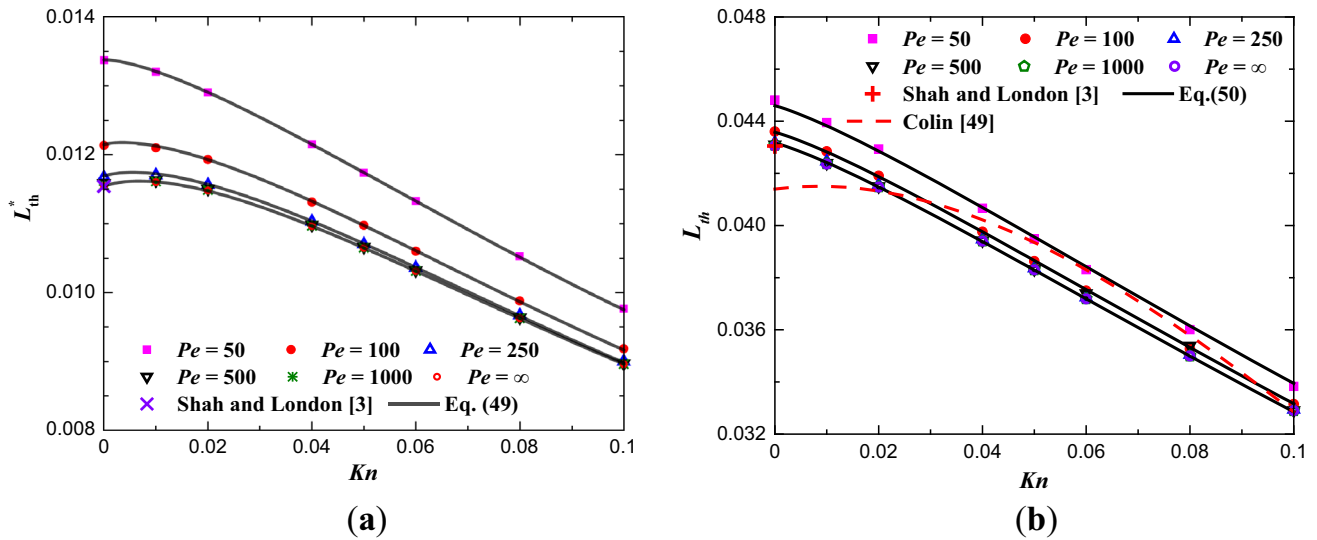 0.014
0.012
0.010
0.008
L*th
Pe = 50 Pe = 100 Pe = 250
Pe = 500 Pe = 1000 Pe = ∞
Shah and London [3] Eq. (49)
0 0.02 0.04 0.06 0.08 0.1
Kn
(a)
0.048
0.044
0.040
0.036
0.032
Lth
Pe = 50 Pe = 100 Pe = 250
Pe = 500 Pe = 1000 Pe = ∞
Shah and London [3] Eq.(50)
Colin [49]
0 0.02 0.04 0.06 0.08 0.1
Kn
(b)